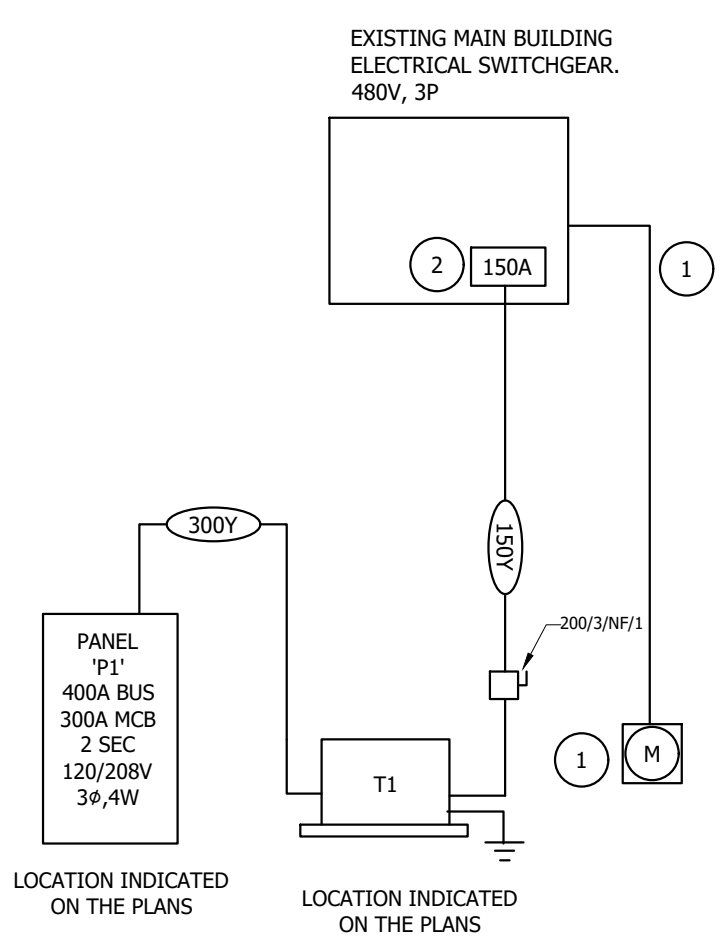 EXISTING MAIN BUILDING
ELECTRICAL SWITCHGEAR.
480V, 3P
2
150A
1
300Y
150Y
200/3/NF/1
PANEL
'P1'
400A BUS
300A MCB
2 SEC
120/208V
3ϕ,4W
T1
1
M
LOCATION INDICATED
ON THE PLANS
LOCATION INDICATED
ON THE PLANS